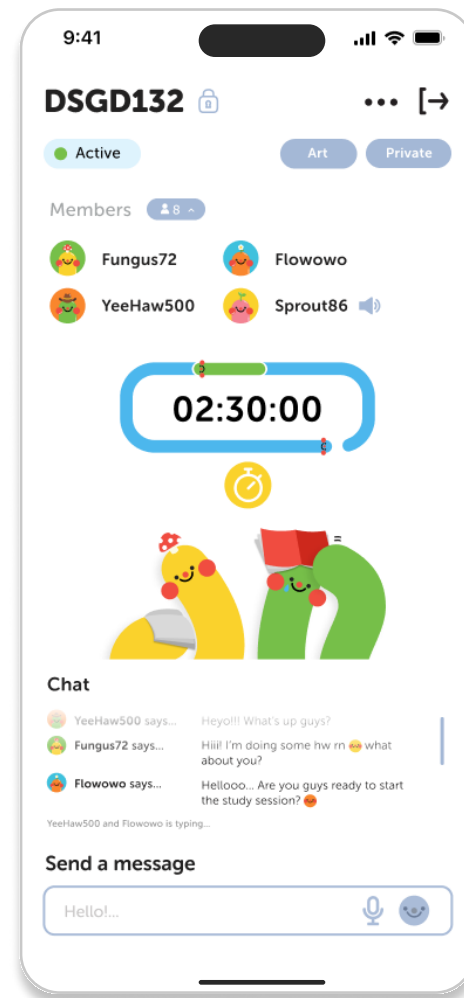 9:41
DSGD132
Active
Art
Private
Members
8
Fungus72
Flowowo
YeeHaw500
Sprout86
02:30:00
Chat
YeeHaw500 says...
Heyo!!! What's up guys?
Fungus72 says...
Hiii! I'm doing some hw rn 😊 what
about you?
Flowowo says...
Hellooo... Are you guys ready to start
the study session?
YeeHaw500 and Flowowo is typing...
Send a message
Hello!...